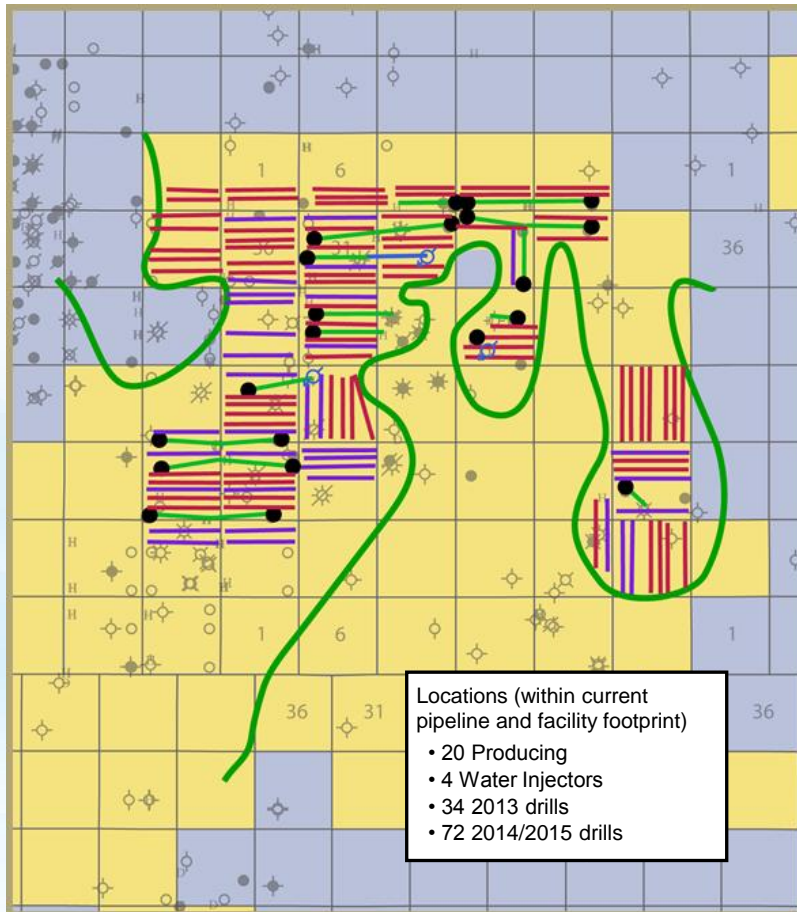 H
H
H
1
6
H
1
H
H
36
31
36
H
H
H
H
H
H
H
H
H
H
H
H
H
1
6
1
H
Locations (within current
pipeline and facility footprint)
• 20 Producing
• 4 Water Injectors
• 34 2013 drills
• 72 2014/2015 drills
36
31
36
D